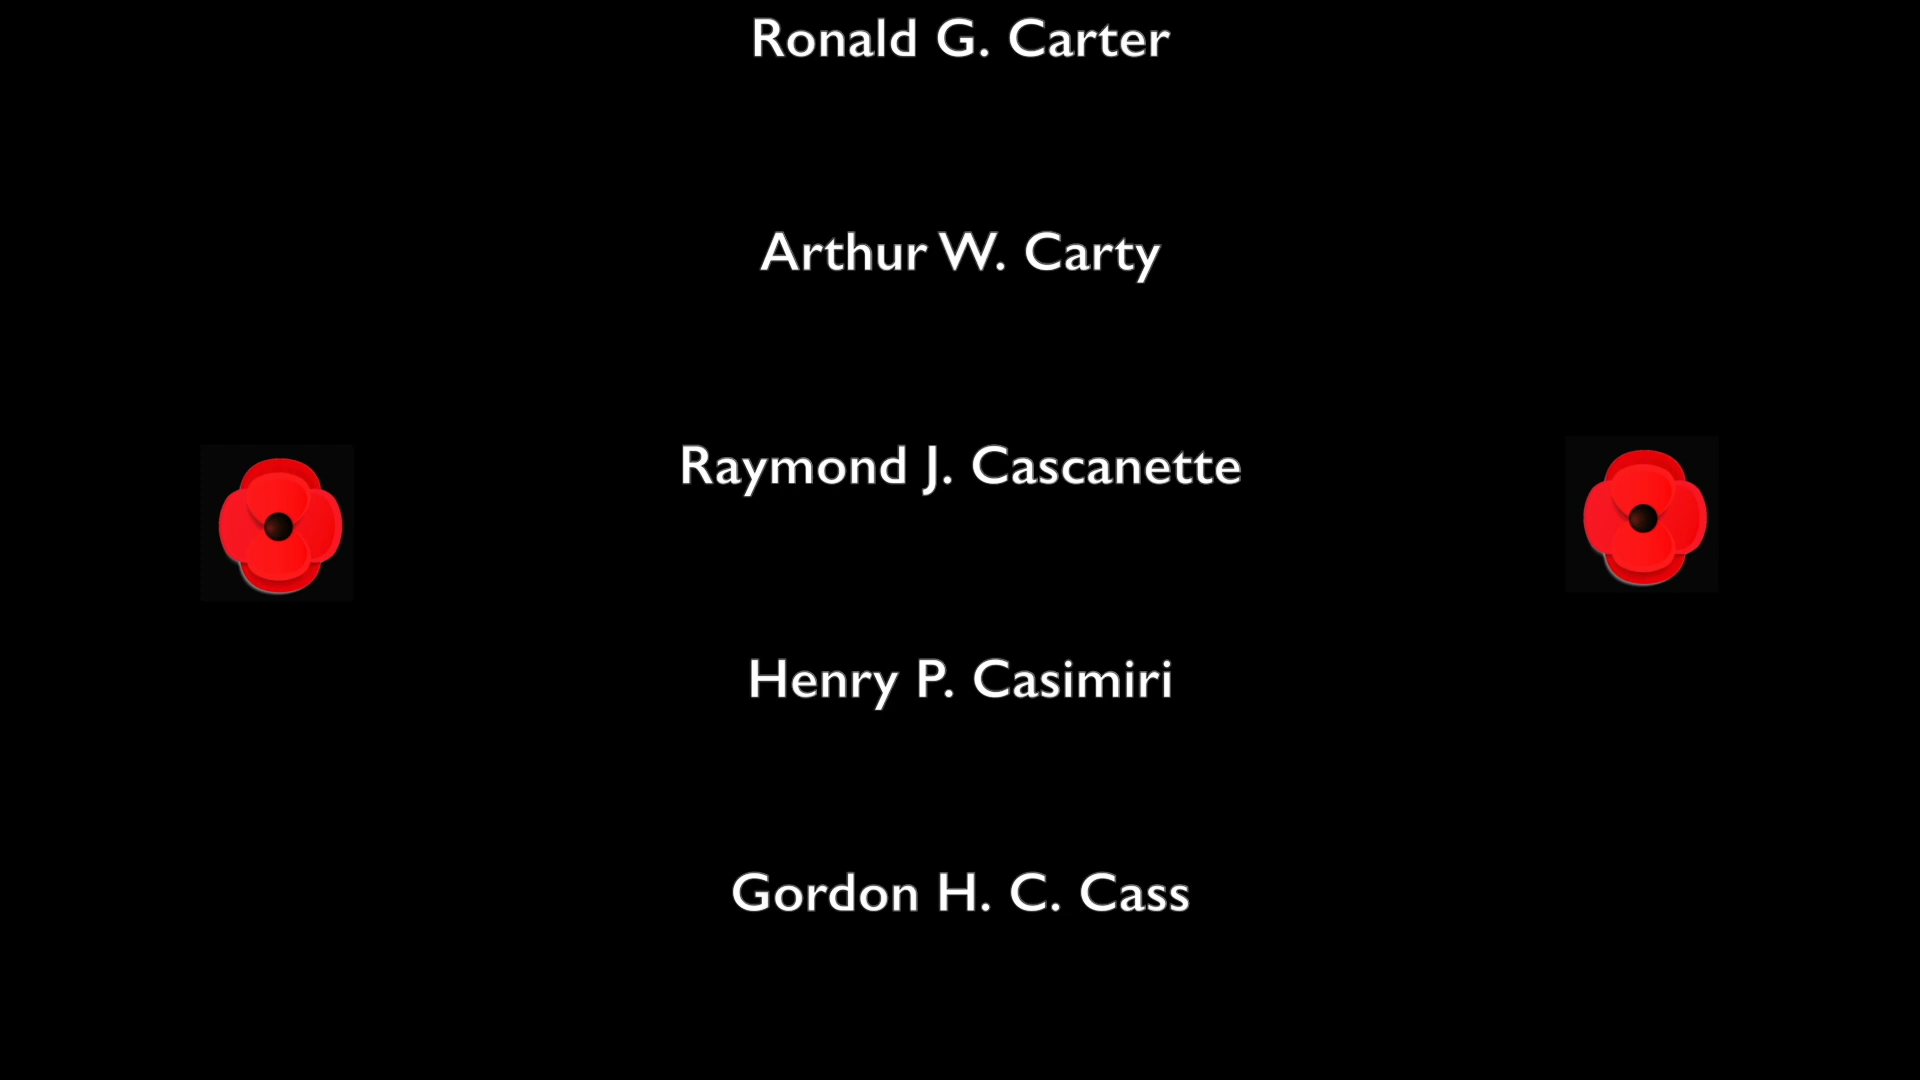 Ronald G. Carter
Arthur W. Carty
Raymond J. Cascanette
Henry P. Casimiri
Gordon H. C. Cass